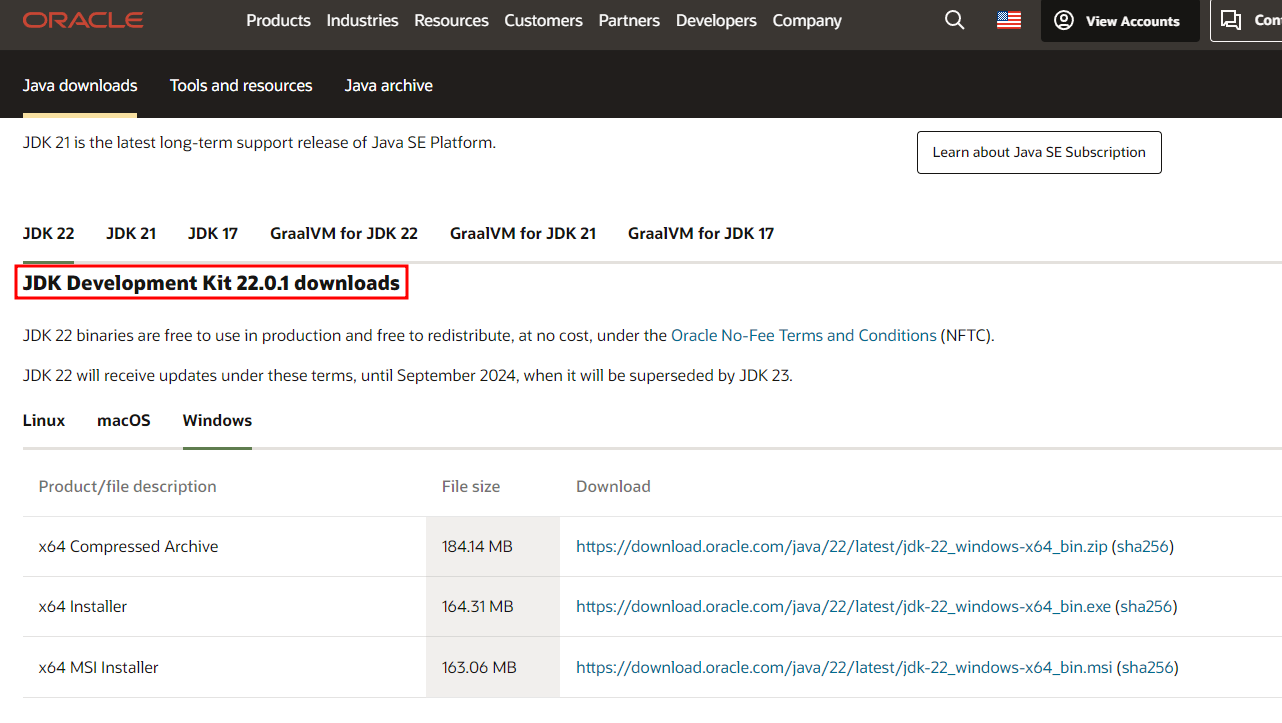 ORACLE Products Industries Resources Customers Partners Developers Company View Accounts
Java downloads Tools and resources Java archive
JDK 21 is the latest long-term support release of Java SE Platform.
Learn about Java SE Subscription
JDK 22 JDK 21 JDK 17 GraalVM for JDK 22 GraalVM for JDK 21 GraalVM for JDK 17
JDK Development Kit 22.0.1 downloads
JDK 22 binaries are free to use in production and free to redistribute, at no cost, under the Oracle No-Fee Terms and Conditions (NFTC).
JDK 22 will receive updates under these terms, until September 2024, when it will be superseded by JDK 23.
Linux macOS Windows
Product/file description File size Download
x64 Compressed Archive 184.14 MB https://download.oracle.com/java/22/latest/jdk-22_windows-x64_bin.zip (sha256)
x64 Installer 164.31 MB https://download.oracle.com/java/22/latest/jdk-22_windows-x64_bin.exe (sha256)
x64 MSI Installer 163.06 MB https://download.oracle.com/java/22/latest/jdk-22_windows-x64_bin.msi (sha256)